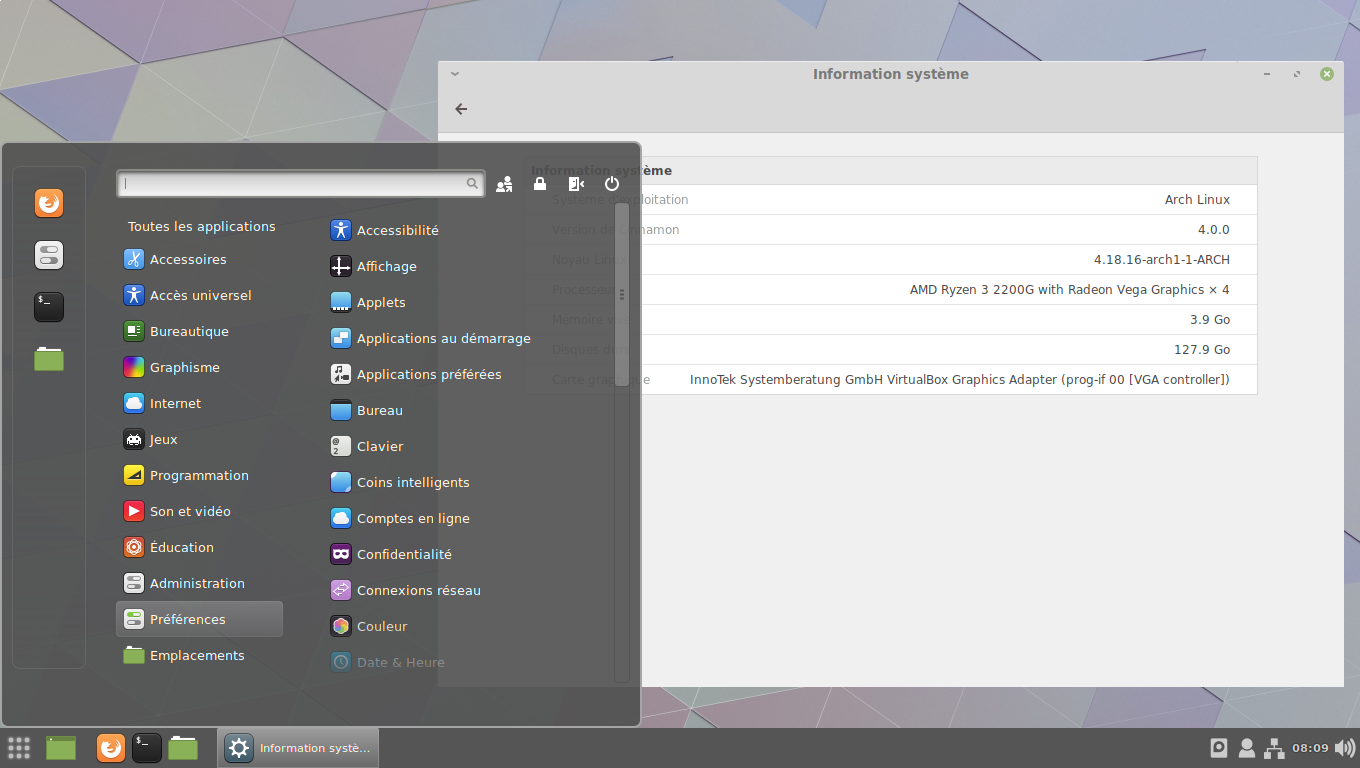 Information système
Information système
Système d'exploitation
Arch Linux
Version de Cinnamon
4.0.0
Noyau Linux
4.18.16-arch1-1-ARCH
Processeur
AMD Ryzen 3 2200G with Radeon Vega Graphics × 4
Mémoire vive
3.9 Go
Disques durs
127.9 Go
Carte graphique
InnoTek Systemberatung GmbH VirtualBox Graphics Adapter (prog-if 00 [VGA controller])
Toutes les applications
Accessoires
Accès universel
Bureautique
Graphisme
Internet
Jeux
Programmation
Son et vidéo
Éducation
Administration
Préférences
Emplacements
Accessibilité
Affichage
Applets
Applications au démarrage
Applications préférées
Bureau
Clavier
Coins intelligents
Comptes en ligne
Confidentialité
Connexions réseau
Couleur
Date & Heure
Information systè...
08:09